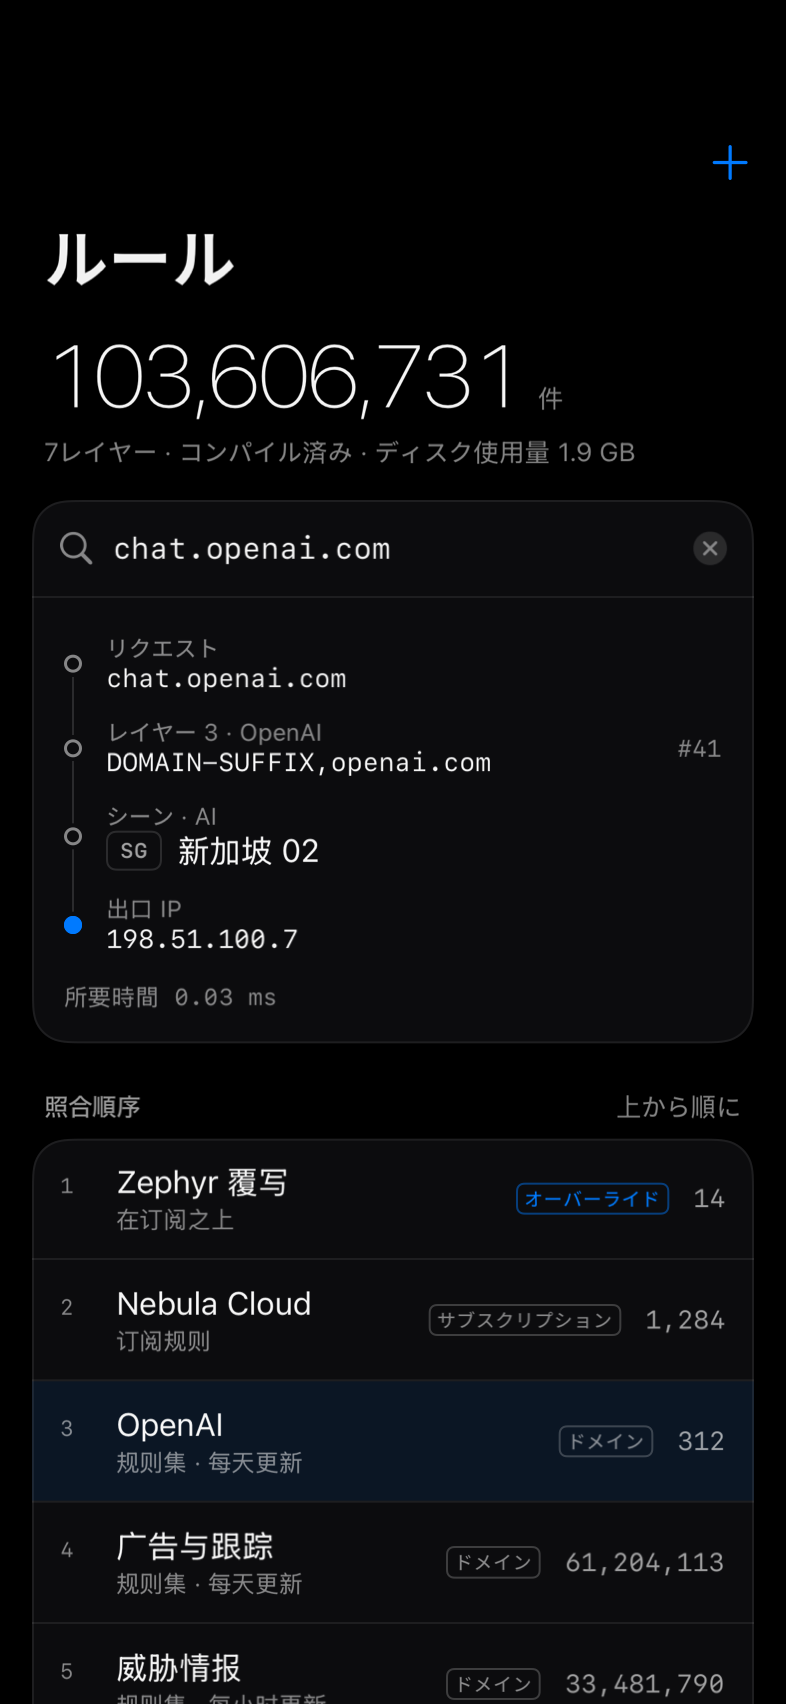 ルール
103,606,731 件
7レイヤー · コンパイル済み · ディスク使用量 1.9 GB
chat.openai.com
リクエスト
chat.openai.com
レイヤー 3 · OpenAI
DOMAIN-SUFFIX,openai.com #41
シーン · AI
SG 新加坡 02
出口 IP
198.51.100.7
所要時間 0.03 ms
照合順序 上から順に
1 Zephyr 覆写 オーバーライド 14
在订阅之上
2 Nebula Cloud サブスクリプション 1,284
订阅规则
3 OpenAI ドメイン 312
规则集 · 每天更新
4 广告与跟踪 ドメイン 61,204,113
规则集 · 每天更新
5 威胁情报 ドメイン 33,481,790
规则集 · 每小时更新